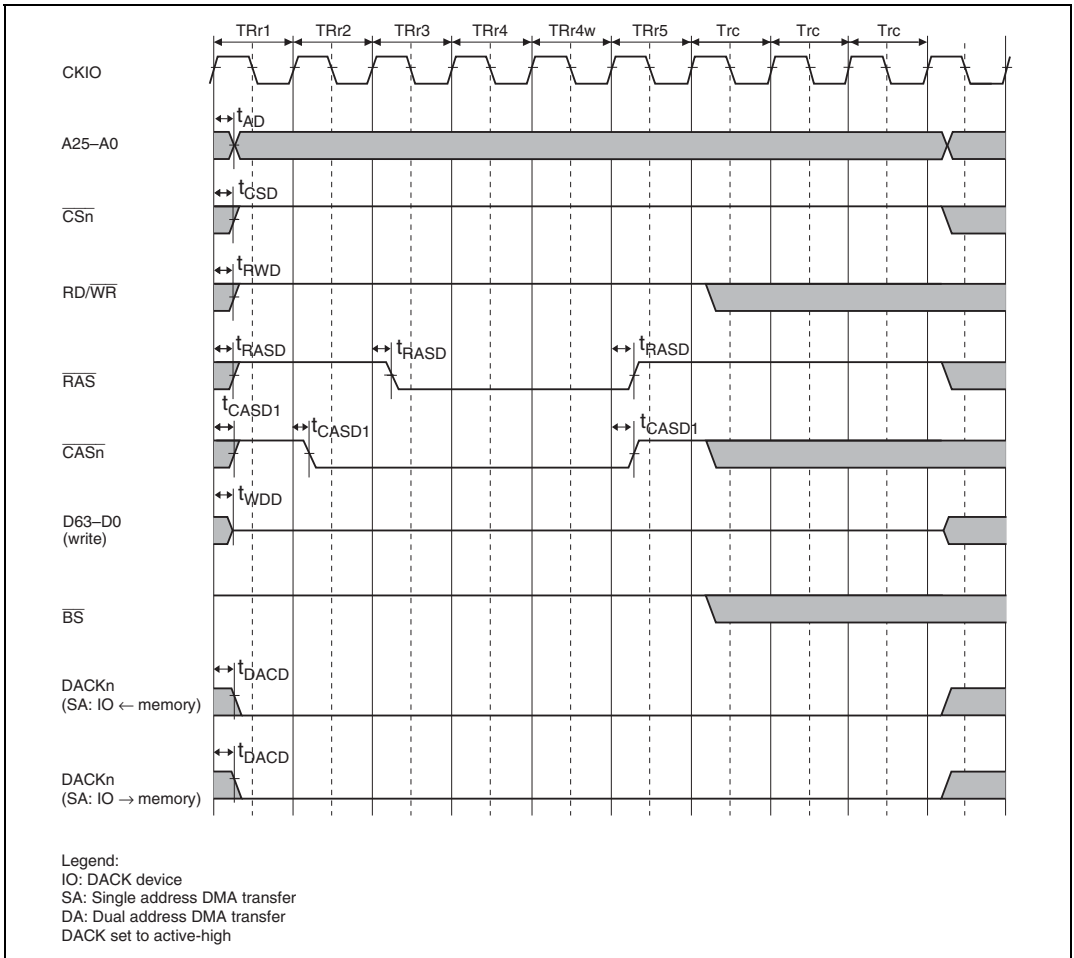 TRr1 TRr2 TRr3 TRr4 TRr4w TRr5 Trc Trc Trc
CKIO
tAD
A25–A0
tCSD
CSn
tRWD
RD/WR
tRASD tRASD tRASD
RAS
tCASD1 tCASD1 tCASD1
CASn
tWDD
D63–D0
(write)
BS
tDACD
DACKn
(SA: IO ← memory)
tDACD
DACKn
(SA: IO → memory)
Legend:
IO: DACK device
SA: Single address DMA transfer
DA: Dual address DMA transfer
DACK set to active-high